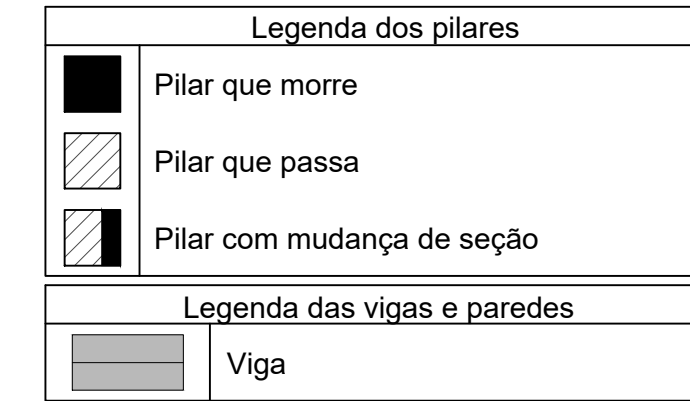 Legenda dos pilares
Pilar que morre
Pilar que passa
Pilar com mudança de seção
Legenda das vigas e paredes
Viga